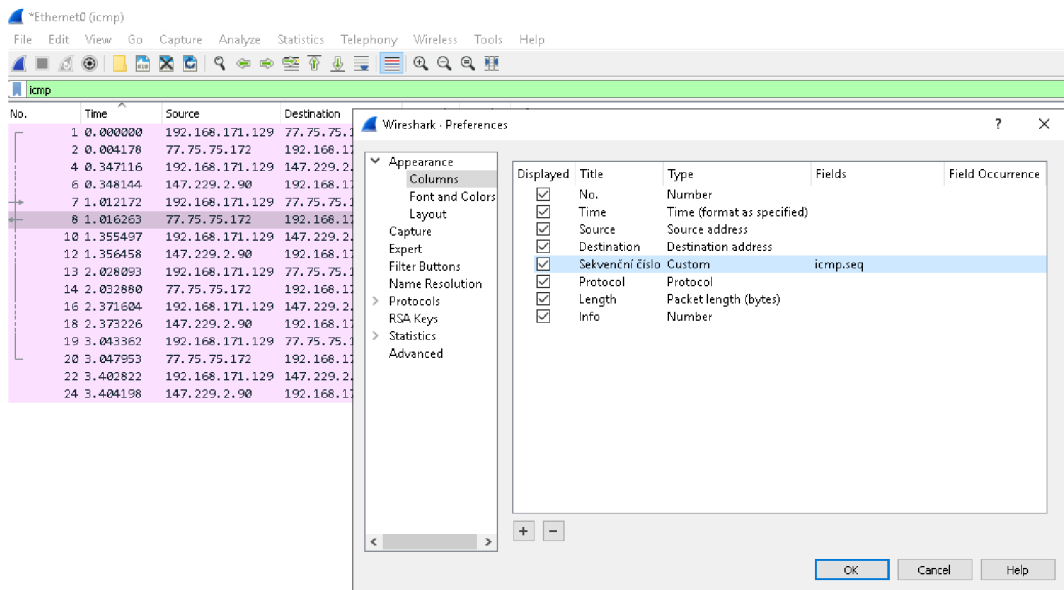 *Ethernet0 (icmp)
File Edit View Go Capture Analyze Statistics Telephony Wireless Tools Help
icmp
No. Time Source Destination
1 0.000000 192.168.171.129 77.75.75.1
2 0.004178 77.75.75.172 192.168.17
4 0.347116 192.168.171.129 147.229.2.
6 0.348144 147.229.2.90 192.168.17
7 1.012172 192.168.171.129 77.75.75.1
8 1.016263 77.75.75.172 192.168.17
10 1.355497 192.168.171.129 147.229.2.
12 1.356458 147.229.2.90 192.168.17
13 2.028093 192.168.171.129 77.75.75.1
14 2.032880 77.75.75.172 192.168.17
16 2.371604 192.168.171.129 147.229.2.
18 2.373226 147.229.2.90 192.168.17
19 3.043362 192.168.171.129 77.75.75.1
20 3.047953 77.75.75.172 192.168.17
22 3.402822 192.168.171.129 147.229.2.
24 3.404198 147.229.2.90 192.168.17
Wireshark · Preferences ? X
Appearance
Columns
Font and Colors
Layout
Capture
Expert
Filter Buttons
Name Resolution
Protocols
RSA Keys
Statistics
Advanced
Displayed Title Type Fields Field Occurrence
No. Number
Time Time (format as specified)
Source Source address
Destination Destination address
Sekvenční číslo Custom icmp.seq
Protocol Protocol
Length Packet length (bytes)
Info Number
+ −
OK Cancel Help